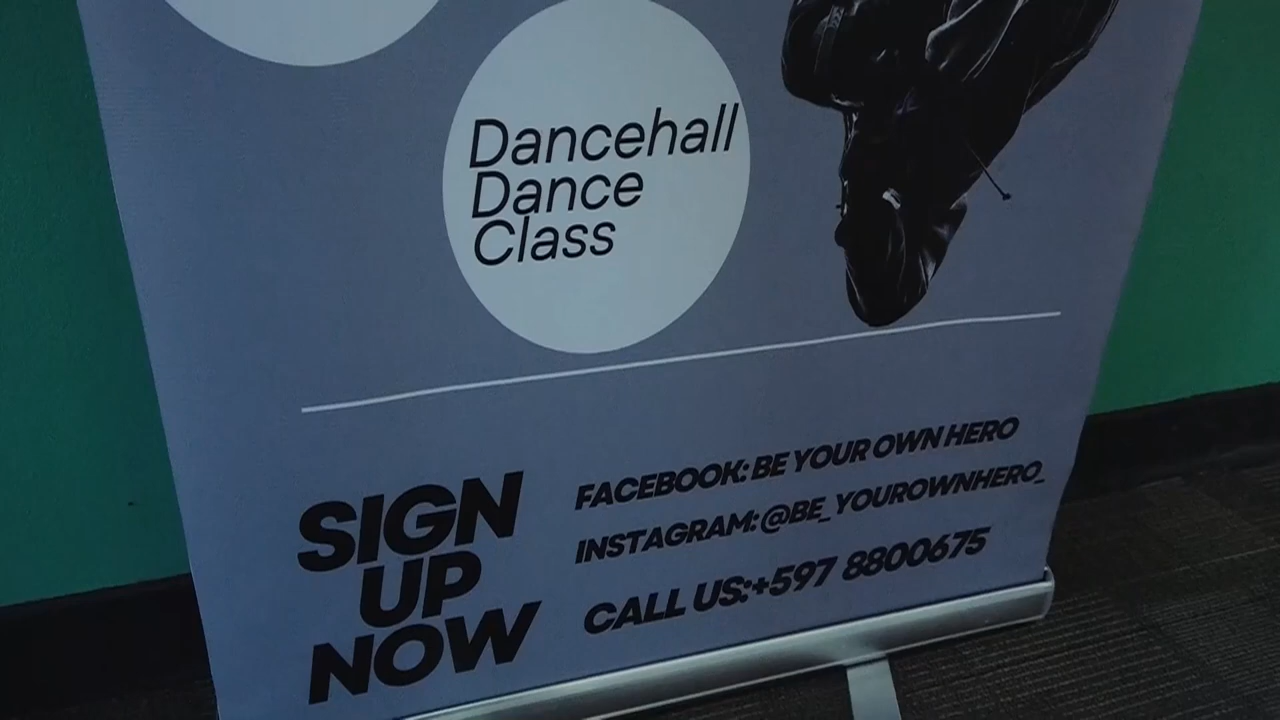 Dancehall
Dance
Class
SIGN
UP
NOW
FACEBOOK: BE YOUR OWN HERO
INSTAGRAM: @BE_YOUROWNHERO_
CALL US:+597 8800675